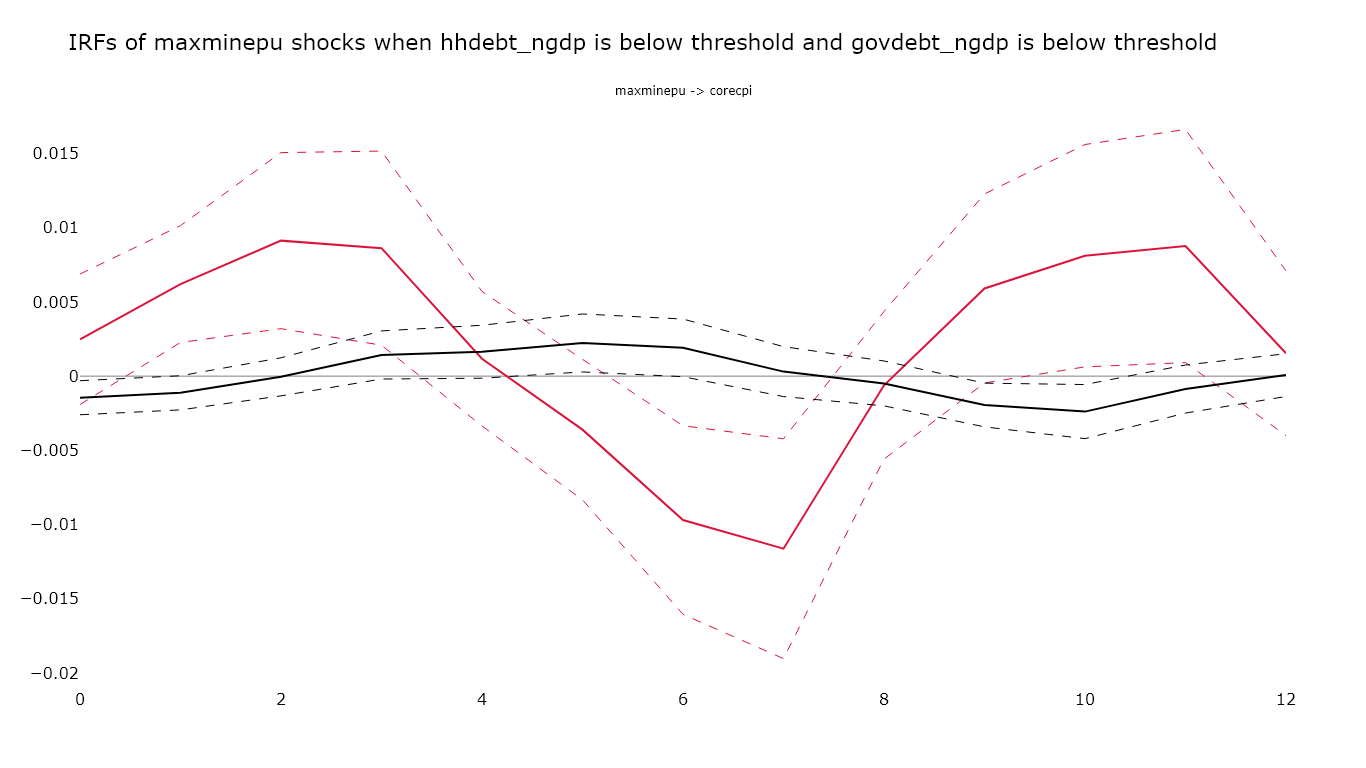 IRFs of maxminepu shocks when hhdebt_ngdp is below threshold and govdebt_ngdp is below threshold
maxminepu -> corecpi
0.015
0.01
0.005
0
−0.005
−0.01
−0.015
−0.02
0 2 4 6 8 10 12